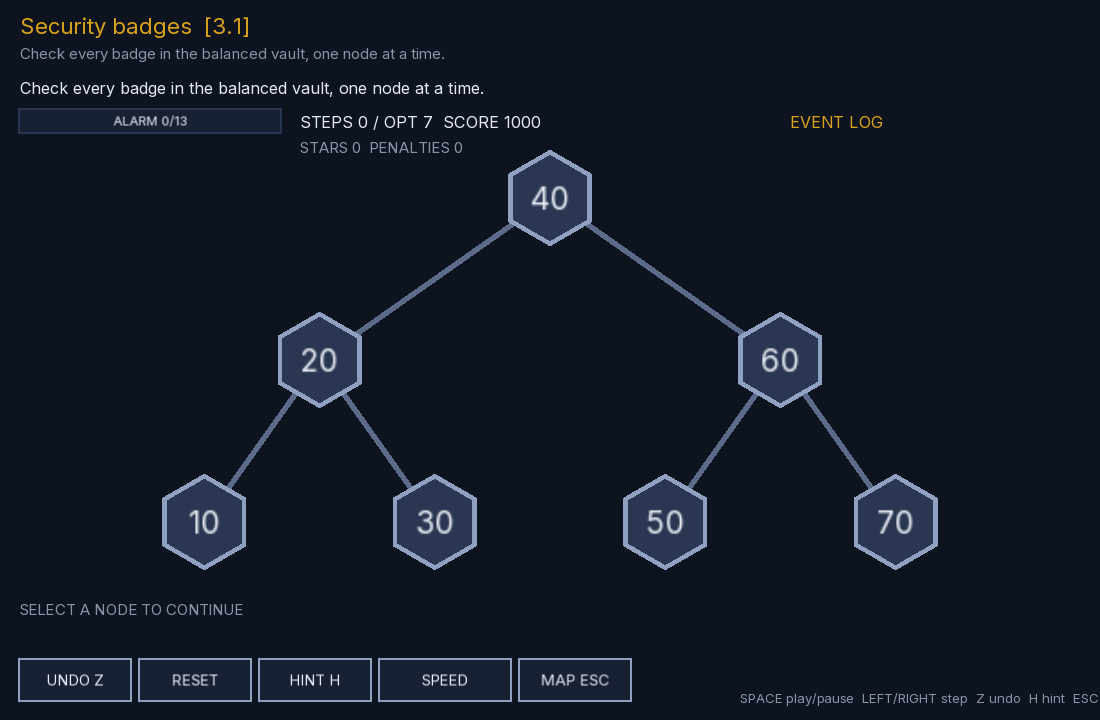 Security badges [3.1]
Check every badge in the balanced vault, one node at a time.
Check every badge in the balanced vault, one node at a time.
ALARM 0/13
STEPS 0 / OPT 7 SCORE 1000
EVENT LOG
STARS 0 PENALTIES 0
40
20
60
10
30
50
70
SELECT A NODE TO CONTINUE
UNDO Z
RESET
HINT H
SPEED
MAP ESC
SPACE play/pause LEFT/RIGHT step Z undo H hint ESC